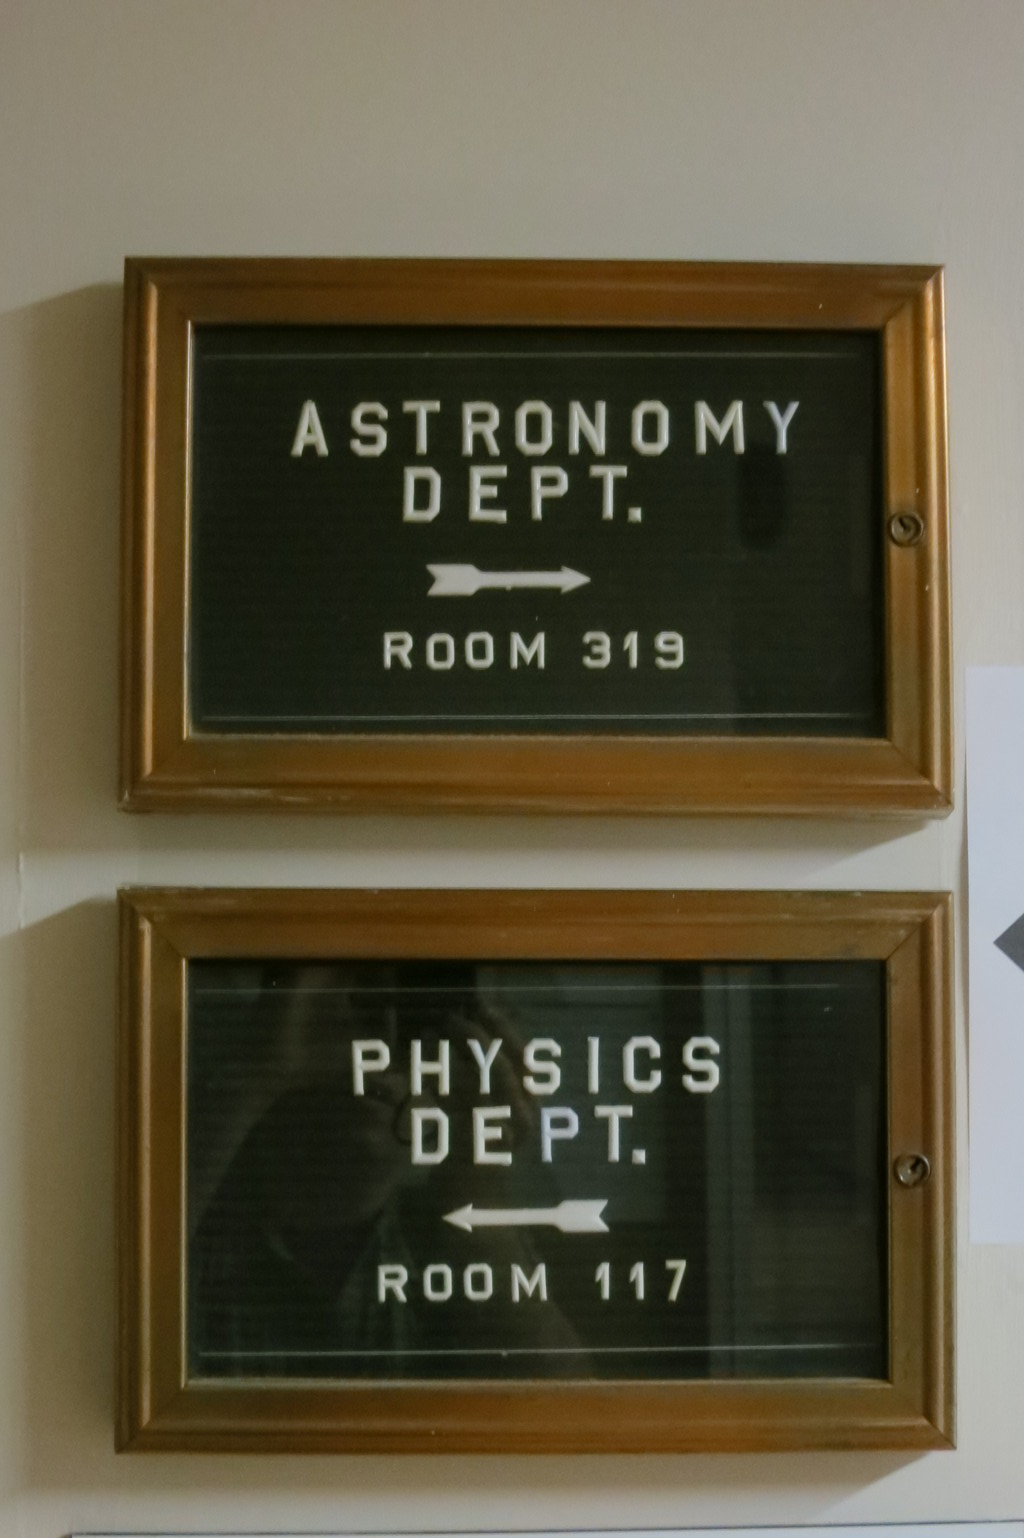 ASTRONOMY
DEPT.
ROOM 319
PHYSICS
DEPT.
ROOM 117